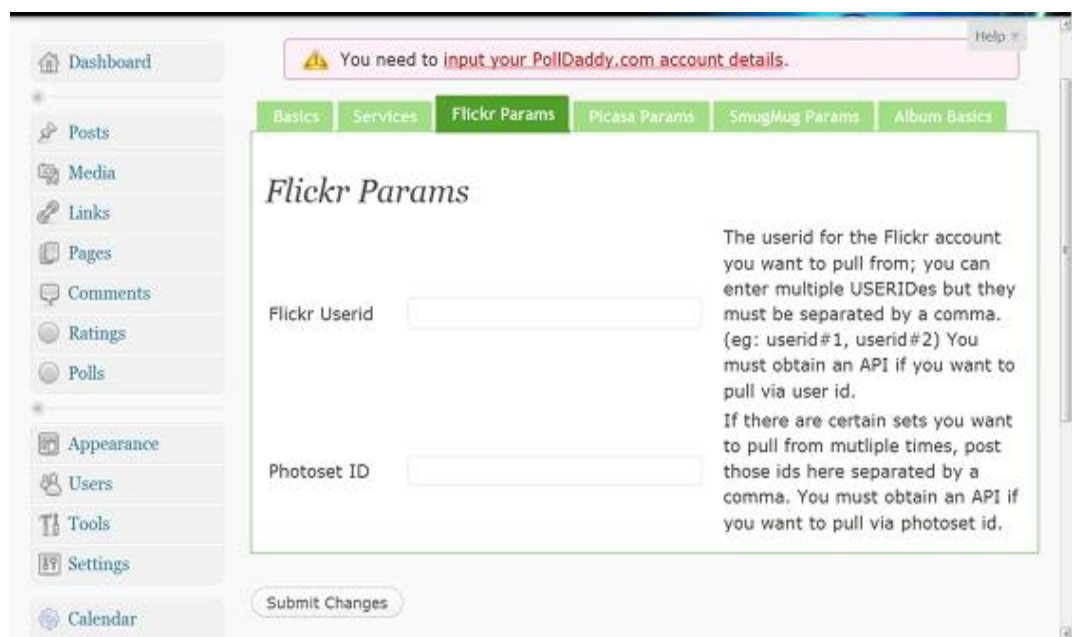 Help
Dashboard
You need to input your PollDaddy.com account details.
Basics
Services
Flickr Params
Picasa Params
SmugMug Params
Album Basics
Posts
Media
Links
Pages
Comments
Ratings
Polls
Appearance
Users
Tools
Settings
Calendar
Flickr Params
Flickr Userid
The userid for the Flickr account
you want to pull from; you can
enter multiple USERIDes but they
must be separated by a comma.
(eg: userid#1, userid#2) You
must obtain an API if you want to
pull via user id.
Photoset ID
If there are certain sets you want
to pull from mutliple times, post
those ids here separated by a
comma. You must obtain an API if
you want to pull via photoset id.
Submit Changes